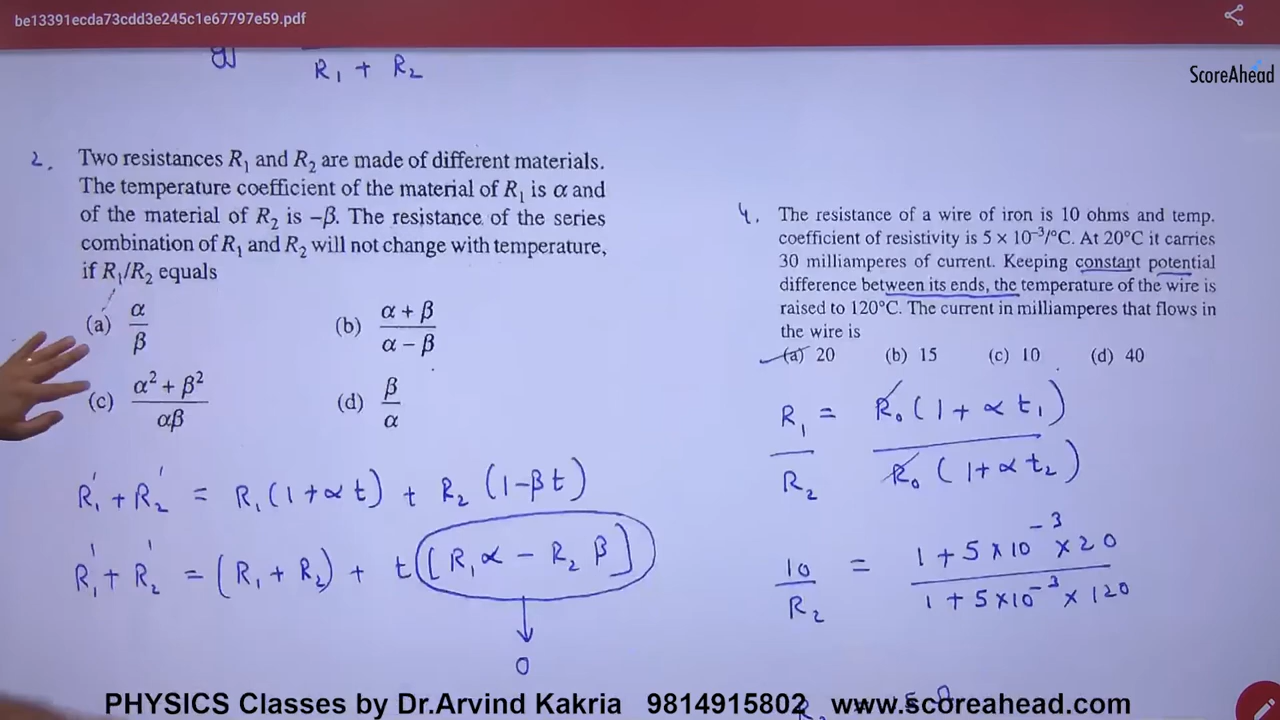 be13391ecda73cdd3e245c1e67797e59.pdf
ScoreAhead
R₁ + R₂
2. Two resistances R₁ and R₂ are made of different materials.
The temperature coefficient of the material of R₁ is α and
of the material of R₂ is –β. The resistance of the series
combination of R₁ and R₂ will not change with temperature,
if R₁/R₂ equals
(a) α/β (b) (α + β)/(α – β)
(c) (α² + β²)/αβ (d) β/α
R₁' + R₂' = R₁(1+αt) + R₂(1-βt)
R₁' + R₂' = (R₁ + R₂) + t[R₁α – R₂β]
0
4. The resistance of a wire of iron is 10 ohms and temp.
coefficient of resistivity is 5 × 10⁻³/°C. At 20°C it carries
30 milliamperes of current. Keeping constant potential
difference between its ends, the temperature of the wire is
raised to 120°C. The current in milliamperes that flows in
the wire is
(a) 20 (b) 15 (c) 10 (d) 40
R₁/R₂ = R₀(1 + αt₁)/R₀(1 + αt₂)
10/R₂ = (1 + 5×10⁻³×20)/(1 + 5×10⁻³×120)
PHYSICS Classes by Dr.Arvind Kakria 9814915802 www.scoreahead.com